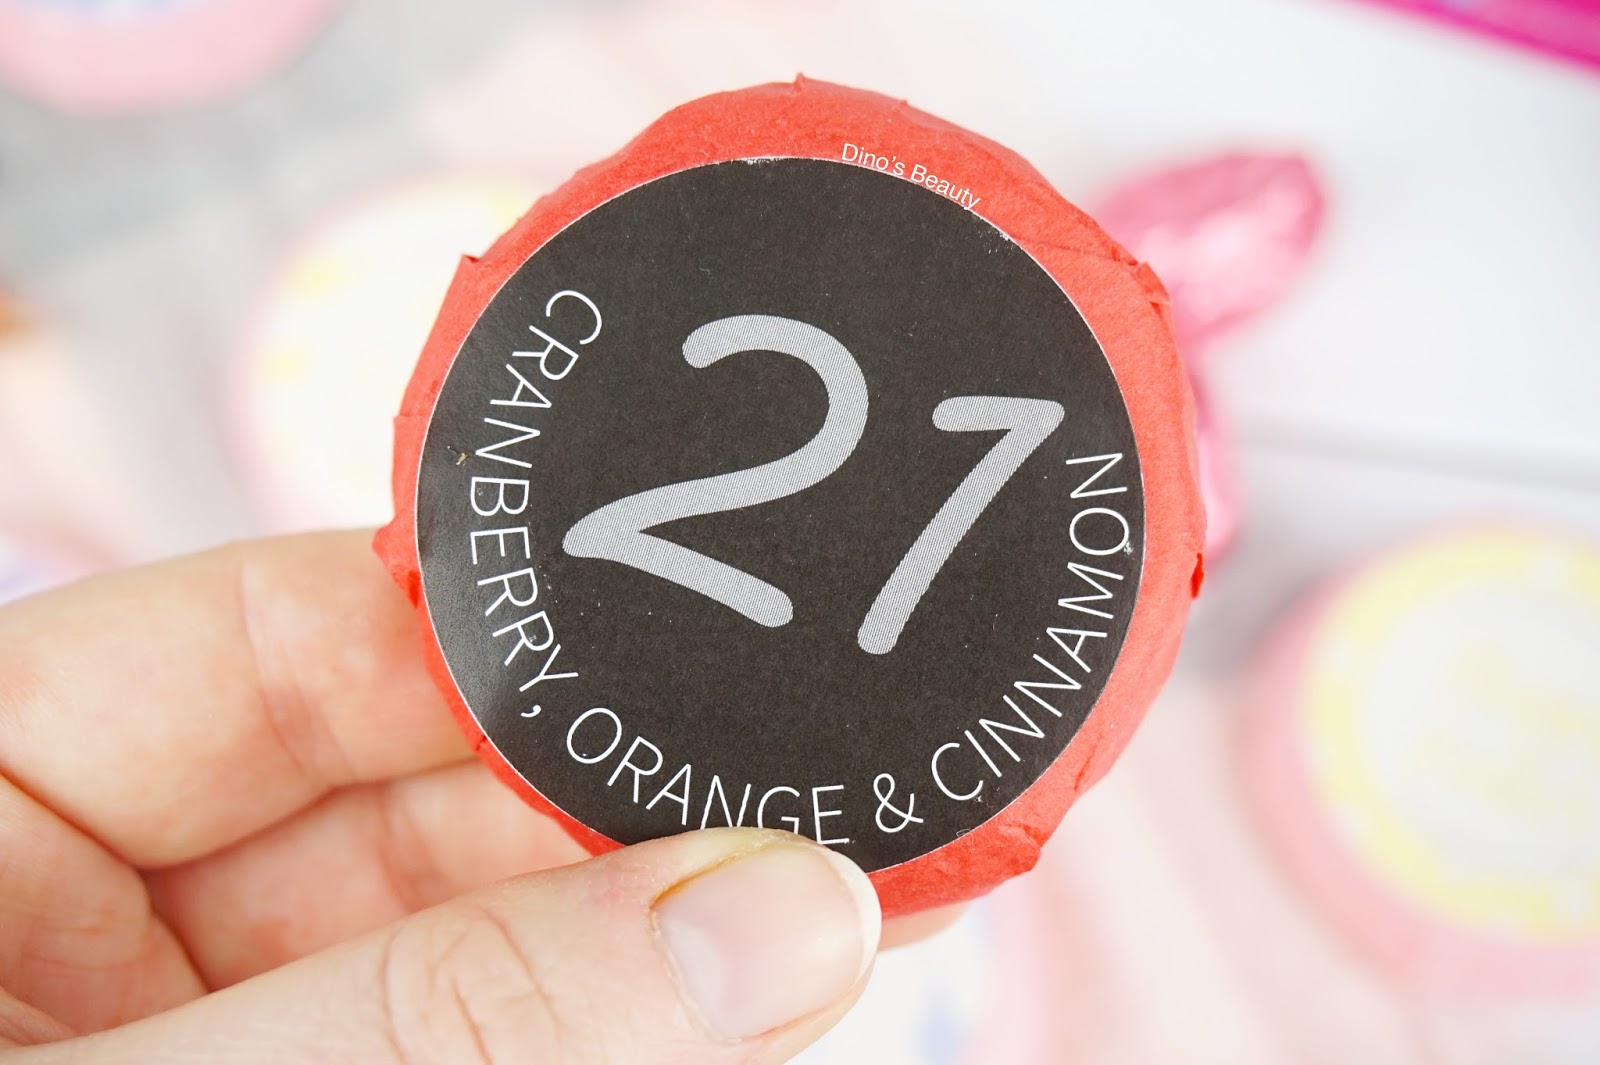 Dino's Beauty
21
CRANBERRY, ORANGE & CINNAMON